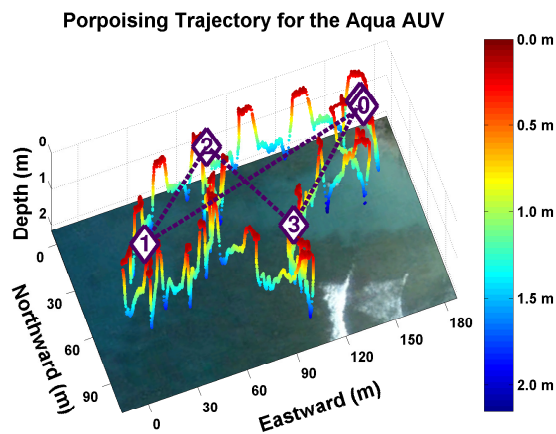 Porpoising Trajectory for the Aqua AUV
0.0 m
0.5 m
1.0 m
1.5 m
2.0 m
Depth (m)
0
1
2
Northward (m)
0
30
60
90
Eastward (m)
0
30
60
90
120
150
180
0
1
2
3